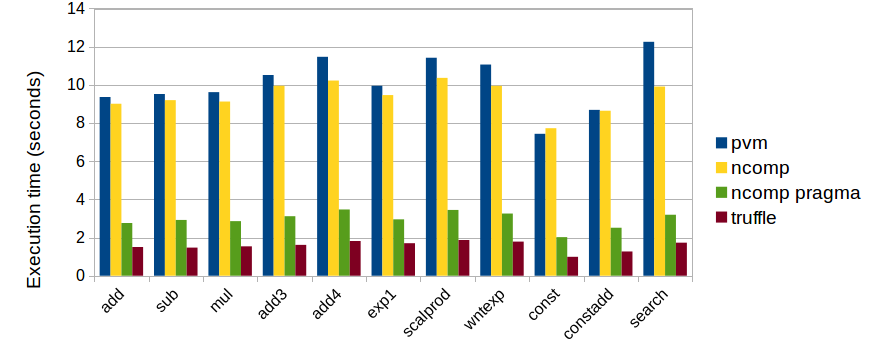 14
12
10
8
6
4
2
0
Execution time (seconds)
add
sub
mul
add3
add4
exp1
scalprod
wntexp
const
constadd
search
pvm
ncomp
ncomp pragma
truffle